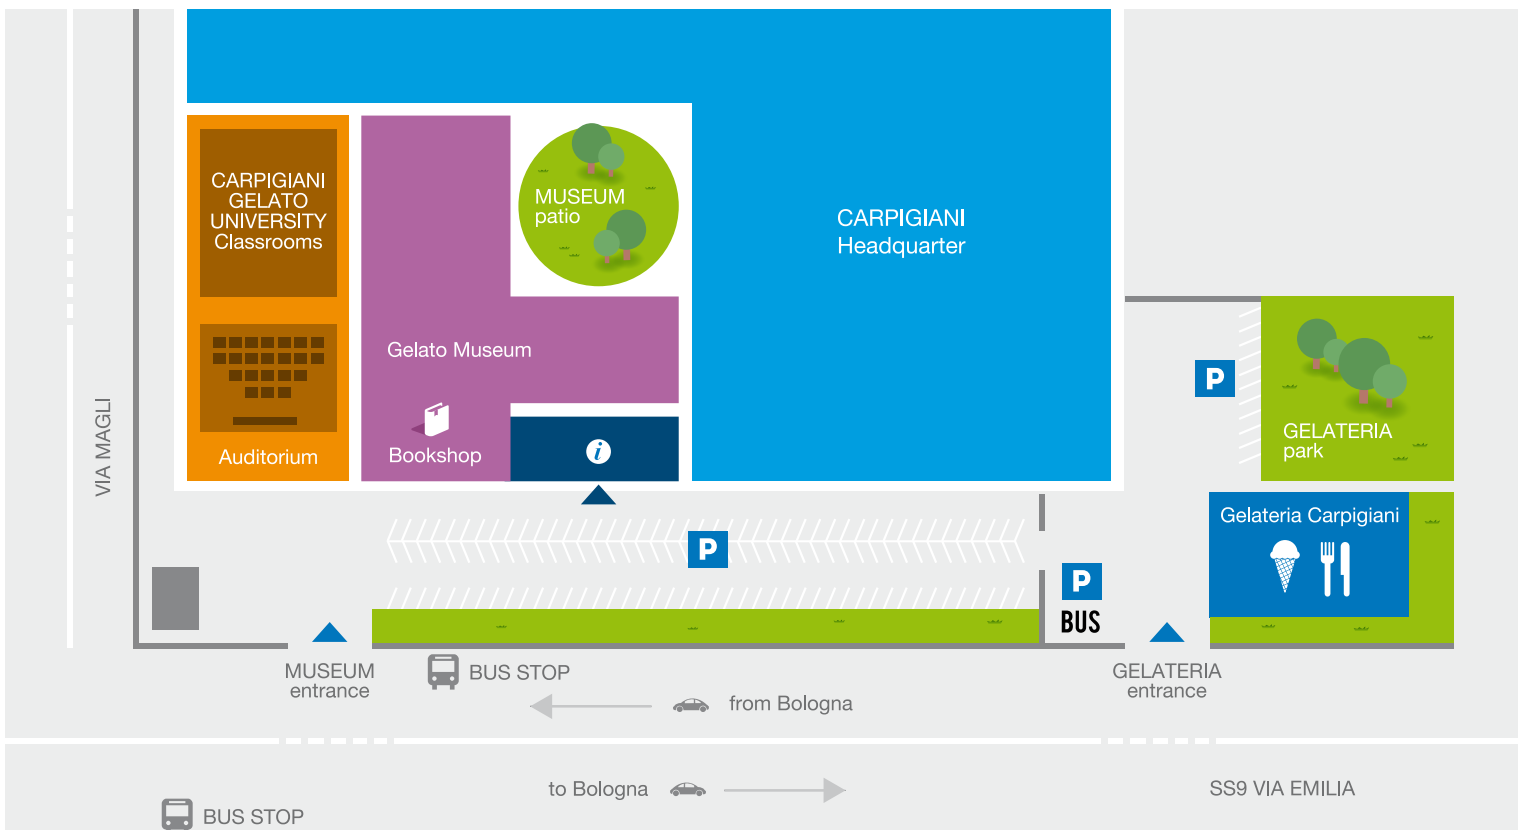 CARPIGIANI
GELATO
UNIVERSITY
Classrooms
MUSEUM
patio
CARPIGIANI
Headquarter
Gelato Museum
P
GELATERIA
park
VIA MAGLI
Auditorium
Bookshop
i
Gelateria Carpigiani
P
P
BUS
MUSEUM
entrance
BUS STOP
GELATERIA
entrance
from Bologna
to Bologna
SS9 VIA EMILIA
BUS STOP